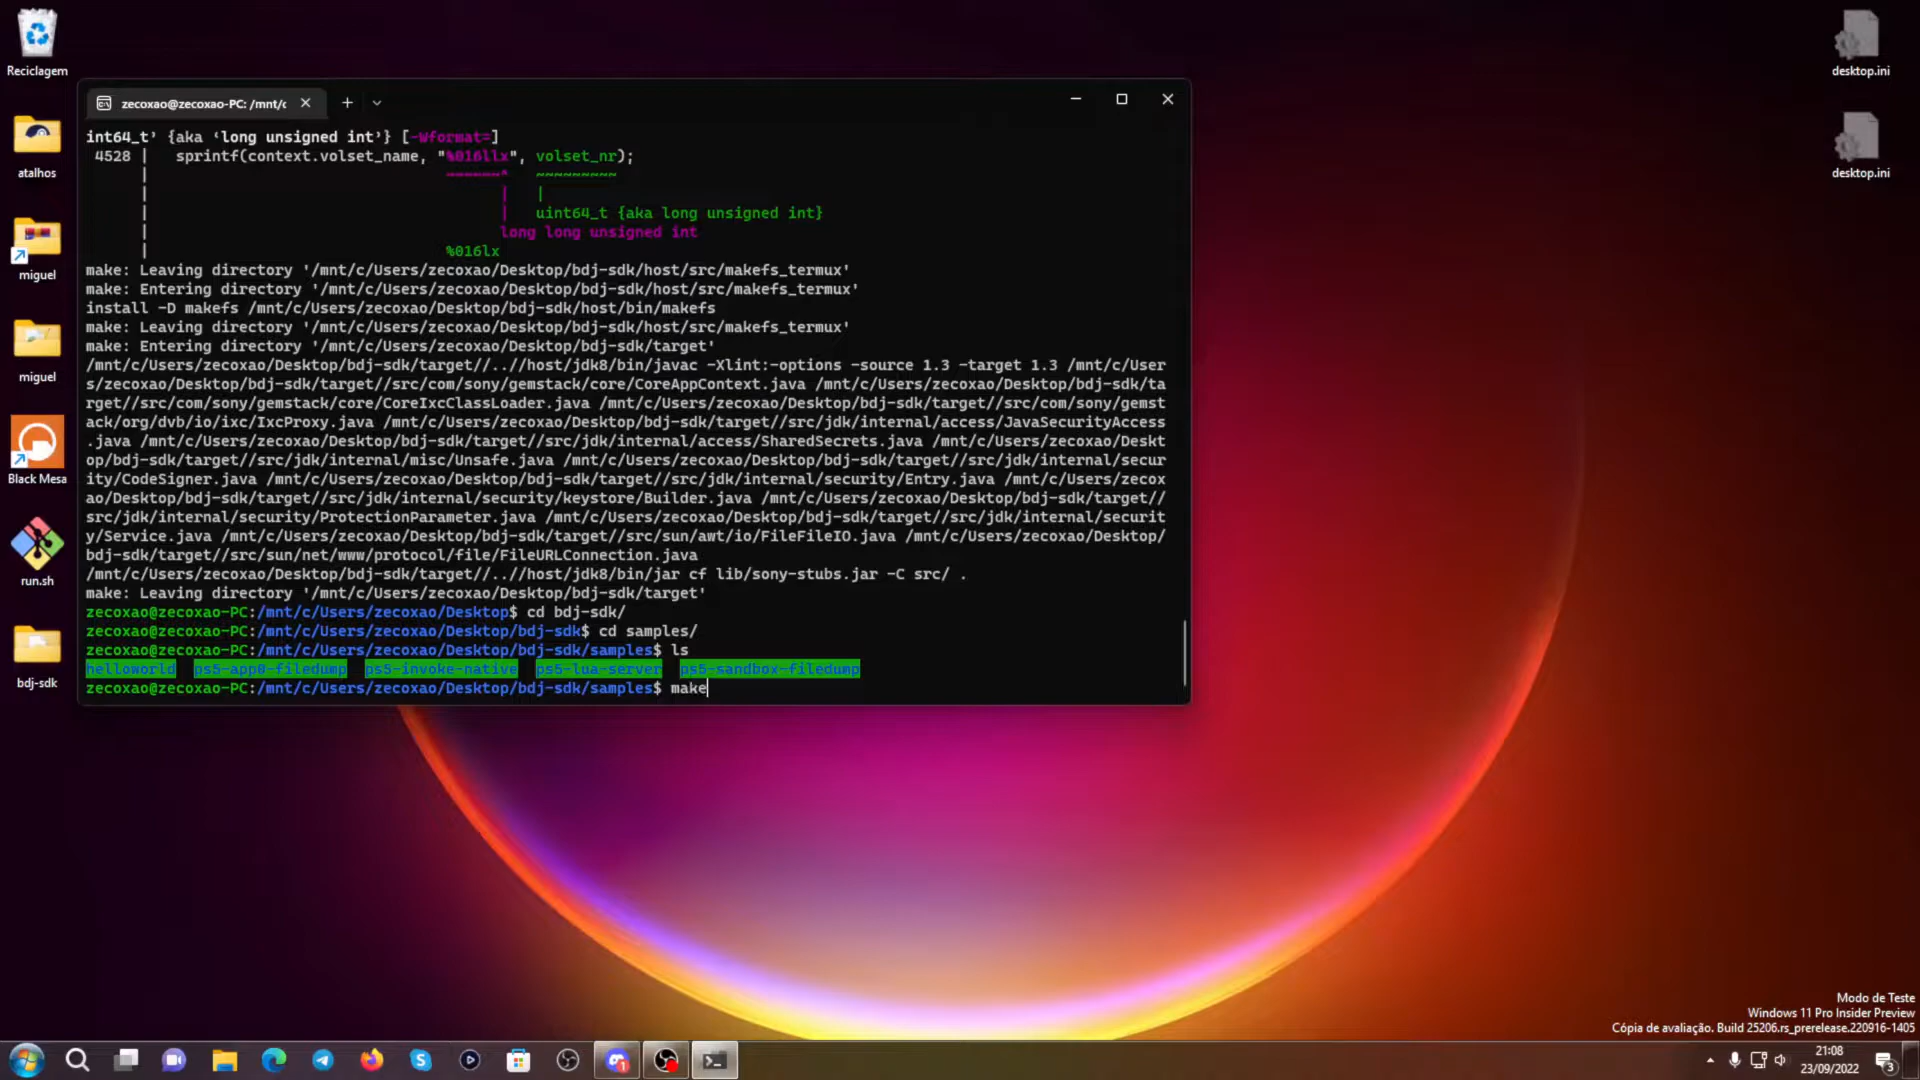 Reciclagem
atalhos
miguel
miguel
Black Mesa
run.sh
bdj-sdk
desktop.ini
desktop.ini
zecoxao@zecoxao-PC: /mnt/c
int64_t’ {aka ‘long unsigned int’} [-Wformat=]
4528 |   sprintf(context.volset_name, "%016llx", volset_nr);
|                              ~~~~~~^   ~~~~~~~~~
|                                    |   |
|                                    |   uint64_t {aka long unsigned int}
|                                    long long unsigned int
|                              %016lx
make: Leaving directory '/mnt/c/Users/zecoxao/Desktop/bdj-sdk/host/src/makefs_termux'
make: Entering directory '/mnt/c/Users/zecoxao/Desktop/bdj-sdk/host/src/makefs_termux'
install -D makefs /mnt/c/Users/zecoxao/Desktop/bdj-sdk/host/bin/makefs
make: Leaving directory '/mnt/c/Users/zecoxao/Desktop/bdj-sdk/host/src/makefs_termux'
make: Entering directory '/mnt/c/Users/zecoxao/Desktop/bdj-sdk/target'
/mnt/c/Users/zecoxao/Desktop/bdj-sdk/target//..//host/jdk8/bin/javac -Xlint:-options -source 1.3 -target 1.3 /mnt/c/User
s/zecoxao/Desktop/bdj-sdk/target//src/com/sony/gemstack/core/CoreAppContext.java /mnt/c/Users/zecoxao/Desktop/bdj-sdk/ta
rget//src/com/sony/gemstack/core/CoreIxcClassLoader.java /mnt/c/Users/zecoxao/Desktop/bdj-sdk/target//src/com/sony/gemst
ack/org/dvb/io/ixc/IxcProxy.java /mnt/c/Users/zecoxao/Desktop/bdj-sdk/target//src/jdk/internal/access/JavaSecurityAccess
.java /mnt/c/Users/zecoxao/Desktop/bdj-sdk/target//src/jdk/internal/access/SharedSecrets.java /mnt/c/Users/zecoxao/Deskt
op/bdj-sdk/target//src/jdk/internal/misc/Unsafe.java /mnt/c/Users/zecoxao/Desktop/bdj-sdk/target//src/jdk/internal/secur
ity/CodeSigner.java /mnt/c/Users/zecoxao/Desktop/bdj-sdk/target//src/jdk/internal/security/Entry.java /mnt/c/Users/zecox
ao/Desktop/bdj-sdk/target//src/jdk/internal/security/keystore/Builder.java /mnt/c/Users/zecoxao/Desktop/bdj-sdk/target//
src/jdk/internal/security/ProtectionParameter.java /mnt/c/Users/zecoxao/Desktop/bdj-sdk/target//src/jdk/internal/securit
y/Service.java /mnt/c/Users/zecoxao/Desktop/bdj-sdk/target//src/sun/awt/io/FileFileIO.java /mnt/c/Users/zecoxao/Desktop/
bdj-sdk/target//src/sun/net/www/protocol/file/FileURLConnection.java
/mnt/c/Users/zecoxao/Desktop/bdj-sdk/target//..//host/jdk8/bin/jar cf lib/sony-stubs.jar -C src/ .
make: Leaving directory '/mnt/c/Users/zecoxao/Desktop/bdj-sdk/target'
zecoxao@zecoxao-PC:/mnt/c/Users/zecoxao/Desktop$ cd bdj-sdk/
zecoxao@zecoxao-PC:/mnt/c/Users/zecoxao/Desktop/bdj-sdk$ cd samples/
zecoxao@zecoxao-PC:/mnt/c/Users/zecoxao/Desktop/bdj-sdk/samples$ ls
helloworld  ps5-app0-filedump  ps5-invoke-native  ps5-lua-server  ps5-sandbox-filedump
zecoxao@zecoxao-PC:/mnt/c/Users/zecoxao/Desktop/bdj-sdk/samples$ make
Modo de Teste
Windows 11 Pro Insider Preview
Cópia de avaliação. Build 25206.rs_prerelease.220916-1405
1
21:08
23/09/2022
3